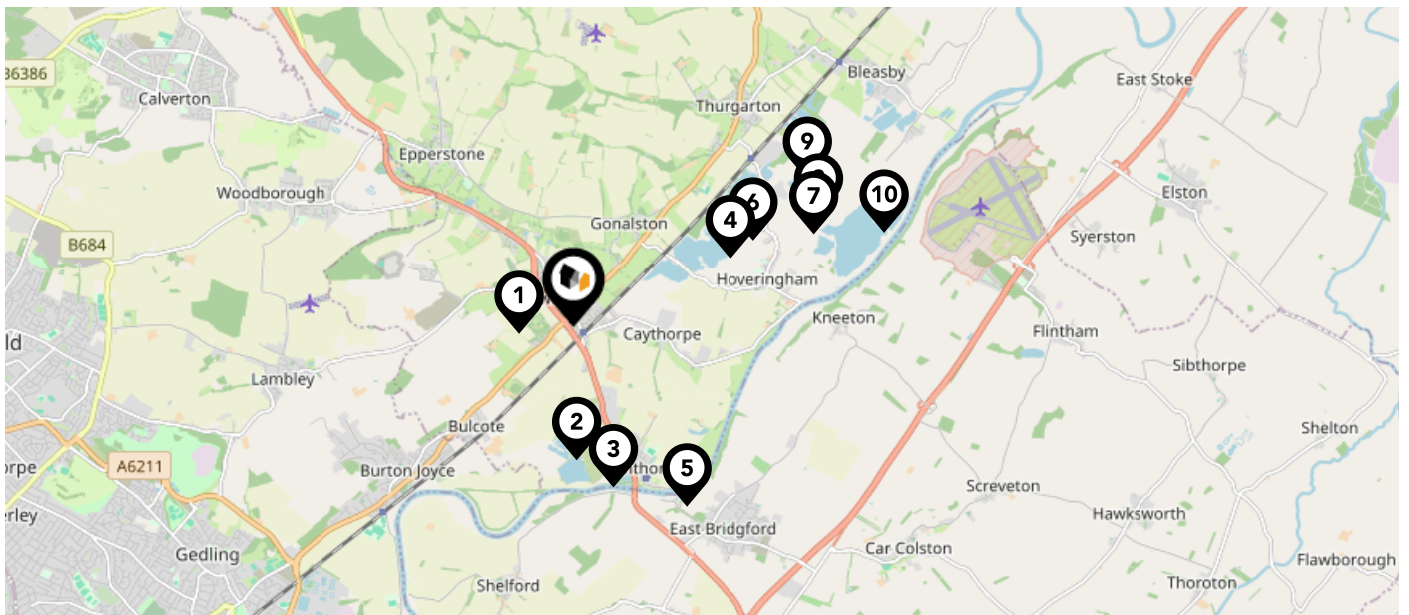 Bleasby
East Stoke
36386
Calverton
Thurgarton
9
Epperstone
Woodborough
Elston
6
7
10
4
Gonalston
B684
Syerston
Hoveringham
1
Kneeton
Flintham
Caythorpe
ld
Sibthorpe
Lambley
2
Bulcote
Shelton
3
A6211
Burton Joyce
thor
5
orpe
Screveton
erley
Hawksworth
East Bridgford
Gedling
Car Colston
Flawborough
Shelford
Thoroton